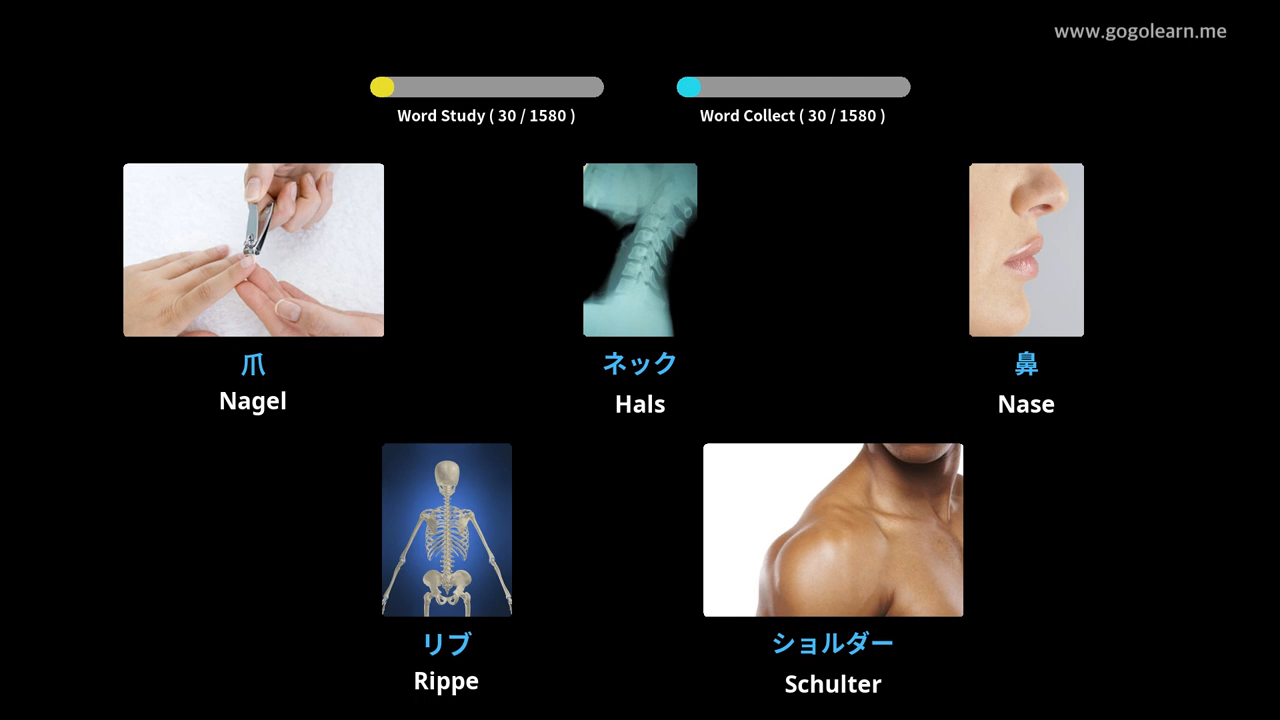 www.gogolearn.me
Word Study ( 30 / 1580 )
Word Collect ( 30 / 1580 )
爪
Nagel
ネック
Hals
鼻
Nase
リブ
Rippe
ショルダー
Schulter